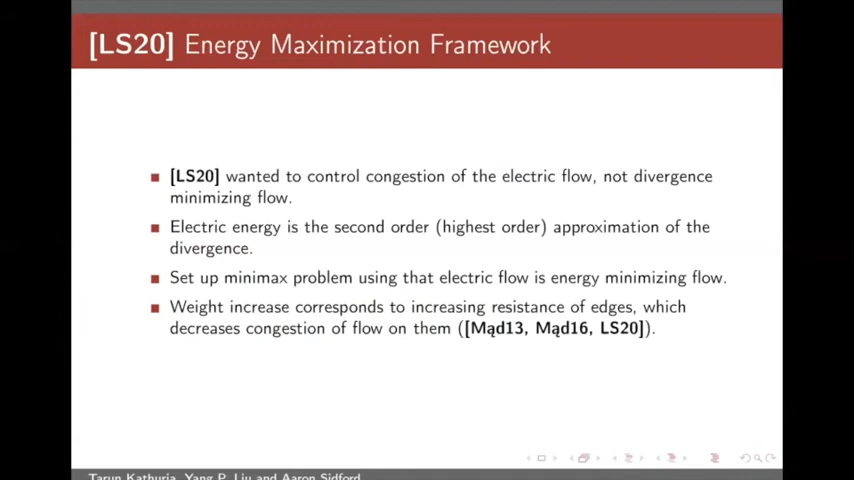 [LS20] Energy Maximization Framework
[LS20] wanted to control congestion of the electric flow, not divergence
minimizing flow.
Electric energy is the second order (highest order) approximation of the
divergence.
Set up minimax problem using that electric flow is energy minimizing flow.
Weight increase corresponds to increasing resistance of edges, which
decreases congestion of flow on them ([Mąd13, Mąd16, LS20]).
Tarun Kathuria, Yang P. Liu and Aaron Sidford